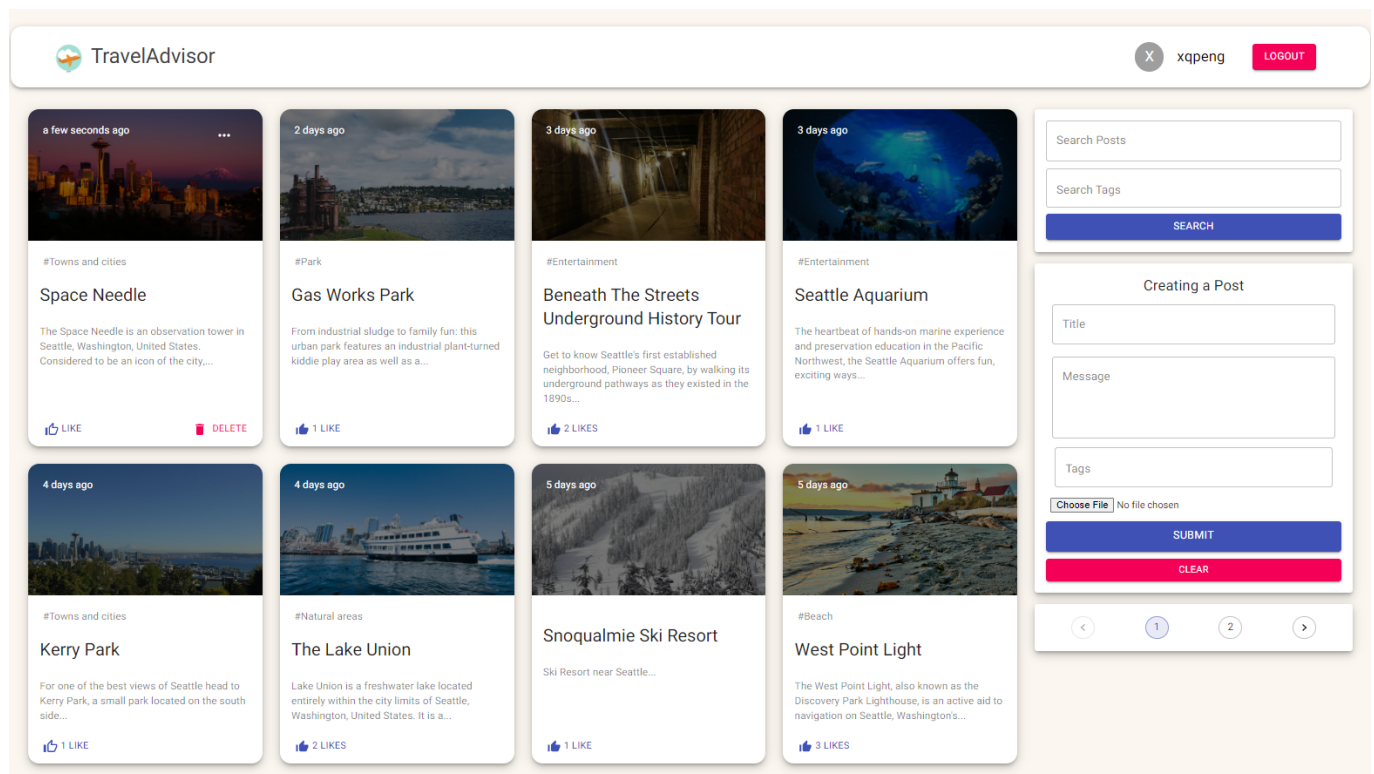 TravelAdvisor
X
xqpeng
LOGOUT
a few seconds ago
...
#Towns and cities
Space Needle
The Space Needle is an observation tower in
Seattle, Washington, United States.
Considered to be an icon of the city,...
LIKE
DELETE
2 days ago
#Park
Gas Works Park
From industrial sludge to family fun: this
urban park features an industrial plant-turned
kiddie play area as well as a...
1 LIKE
3 days ago
#Entertainment
Beneath The Streets
Underground History Tour
Get to know Seattle's first established
neighborhood, Pioneer Square, by walking its
underground pathways as they existed in the
1890s...
2 LIKES
3 days ago
#Entertainment
Seattle Aquarium
The heartbeat of hands-on marine experience
and preservation education in the Pacific
Northwest, the Seattle Aquarium offers fun,
exciting ways...
1 LIKE
4 days ago
#Towns and cities
Kerry Park
For one of the best views of Seattle head to
Kerry Park, a small park located on the south
side...
1 LIKE
4 days ago
#Natural areas
The Lake Union
Lake Union is a freshwater lake located
entirely within the city limits of Seattle,
Washington, United States. It is a...
2 LIKES
5 days ago
Snoqualmie Ski Resort
Ski Resort near Seattle...
1 LIKE
5 days ago
#Beach
West Point Light
The West Point Light, also known as the
Discovery Park Lighthouse, is an active aid to
navigation on Seattle, Washington's...
3 LIKES
Search Posts
Search Tags
SEARCH
Creating a Post
Title
Message
Tags
Choose File No file chosen
SUBMIT
CLEAR
1
2